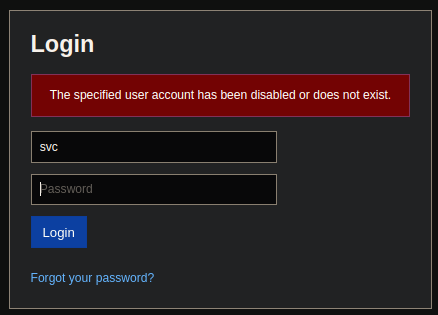 Login
The specified user account has been disabled or does not exist.
svc
Password
Login
Forgot your password?